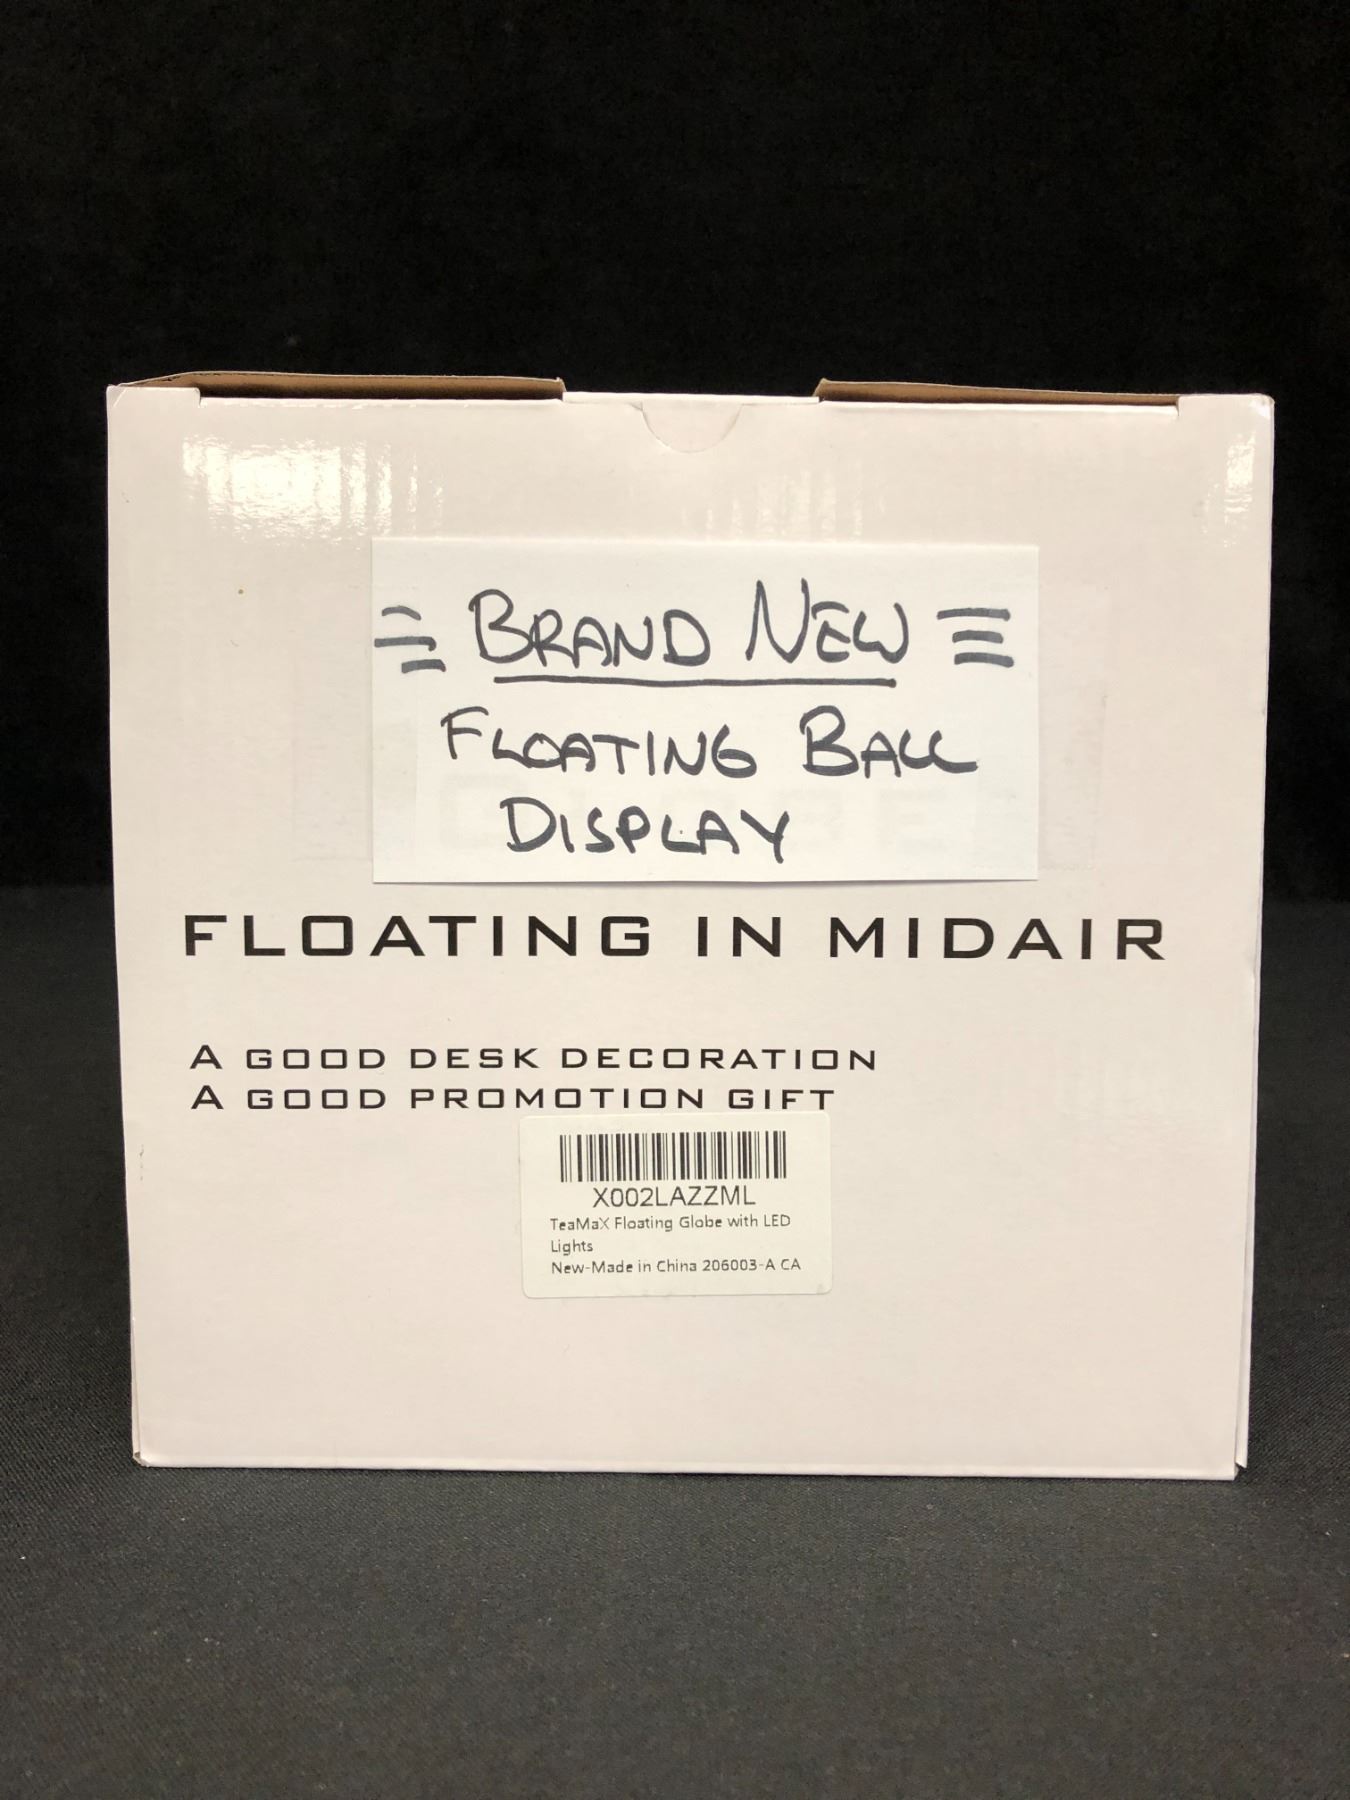 BRAND NEW
FLOATING BALL
DISPLAY
FLOATING IN MIDAIR
A GOOD DESK DECORATION
A GOOD PROMOTION GIFT
X002LAZZML
TeaMaX Floating Globe with LED
Lights
New-Made in China 206003-A CA